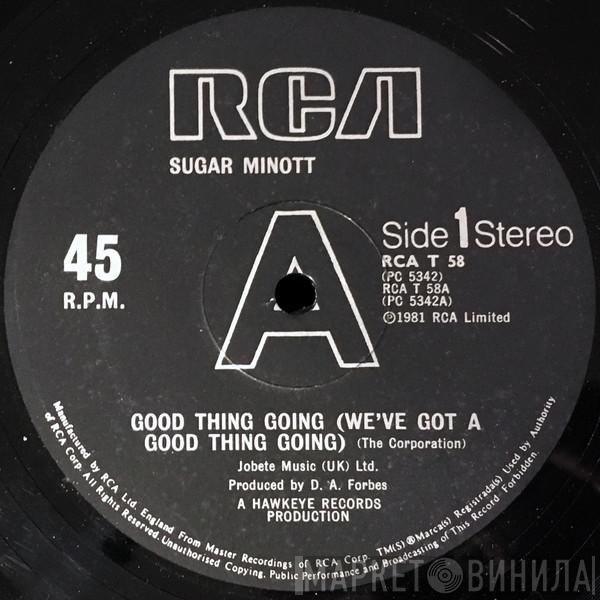 RCA
SUGAR MINOTT
45
R.P.M.
A
Side 1 Stereo
RCA T 58
(PC 5342)
RCA T 58A
(PC 5342A)
℗1981 RCA Limited
GOOD THING GOING (WE'VE GOT A
GOOD THING GOING) (The Corporation)
Jobete Music (UK) Ltd.
Produced by D. A. Forbes
A HAWKEYE RECORDS
PRODUCTION
Manufactured by RCA Ltd. England From Master Recordings of RCA Corp. TM(S) ®Marca(s) Registrada(s) Used by Authority
of RCA Corp. All Rights Reserved. Unauthorised Copying. Public Performance and Broadcasting of This Record Forbidden.
МАРКЕТ ВИНИЛА